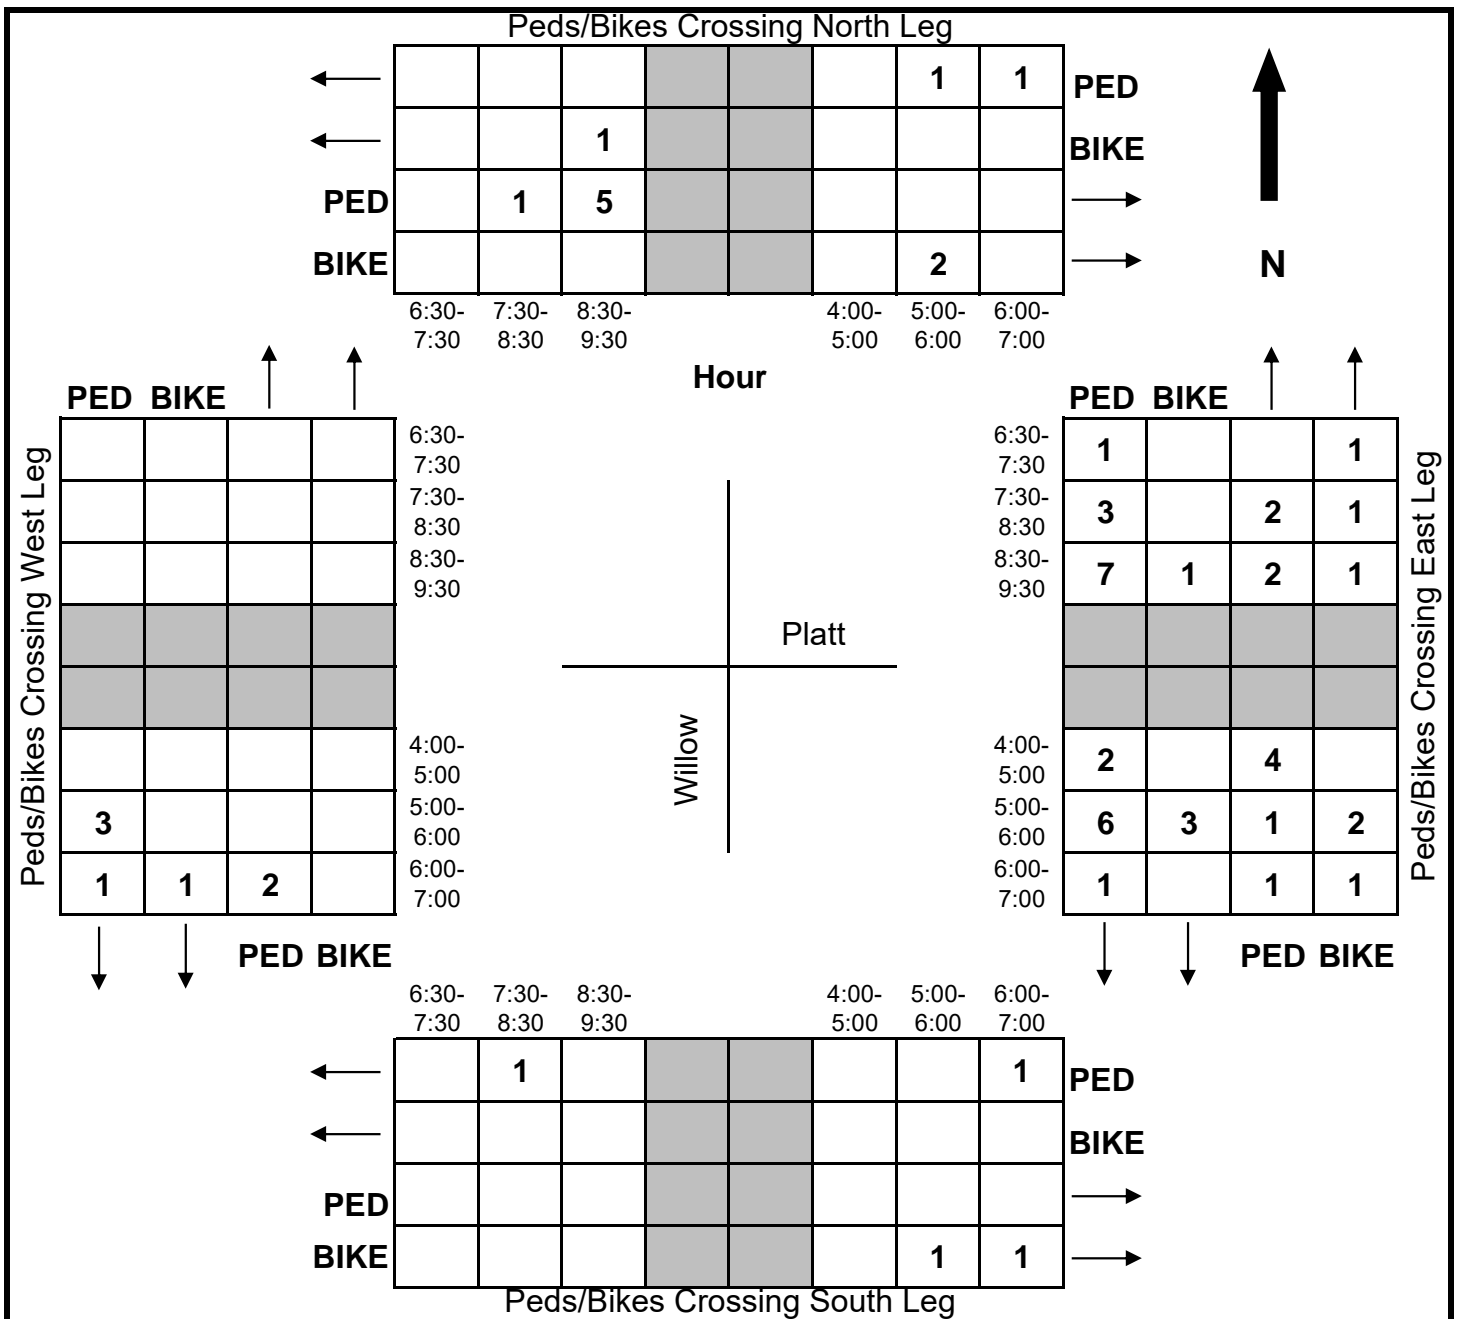 Peds/Bikes Crossing North Leg
1 1 PED
1 BIKE
PED 1 5
BIKE 2
N
6:30- 7:30- 8:30- 4:00- 5:00- 6:00-
7:30 8:30 9:30 5:00 6:00 7:00
Hour
PED BIKE
Peds/Bikes Crossing West Leg
6:30-
7:30
7:30-
8:30
8:30-
9:30
4:00-
5:00
3 5:00-
6:00
1 1 2 6:00-
7:00
PED BIKE
Platt
Willow
PED BIKE
6:30-
7:30 1 1
7:30-
8:30 3 2 1
8:30-
9:30 7 1 2 1
4:00-
5:00 2 4
5:00-
6:00 6 3 1 2
6:00-
7:00 1 1 1
PED BIKE
Peds/Bikes Crossing East Leg
6:30- 7:30- 8:30- 4:00- 5:00- 6:00-
7:30 8:30 9:30 5:00 6:00 7:00
1 1 PED
BIKE
PED
BIKE 1 1
Peds/Bikes Crossing South Leg